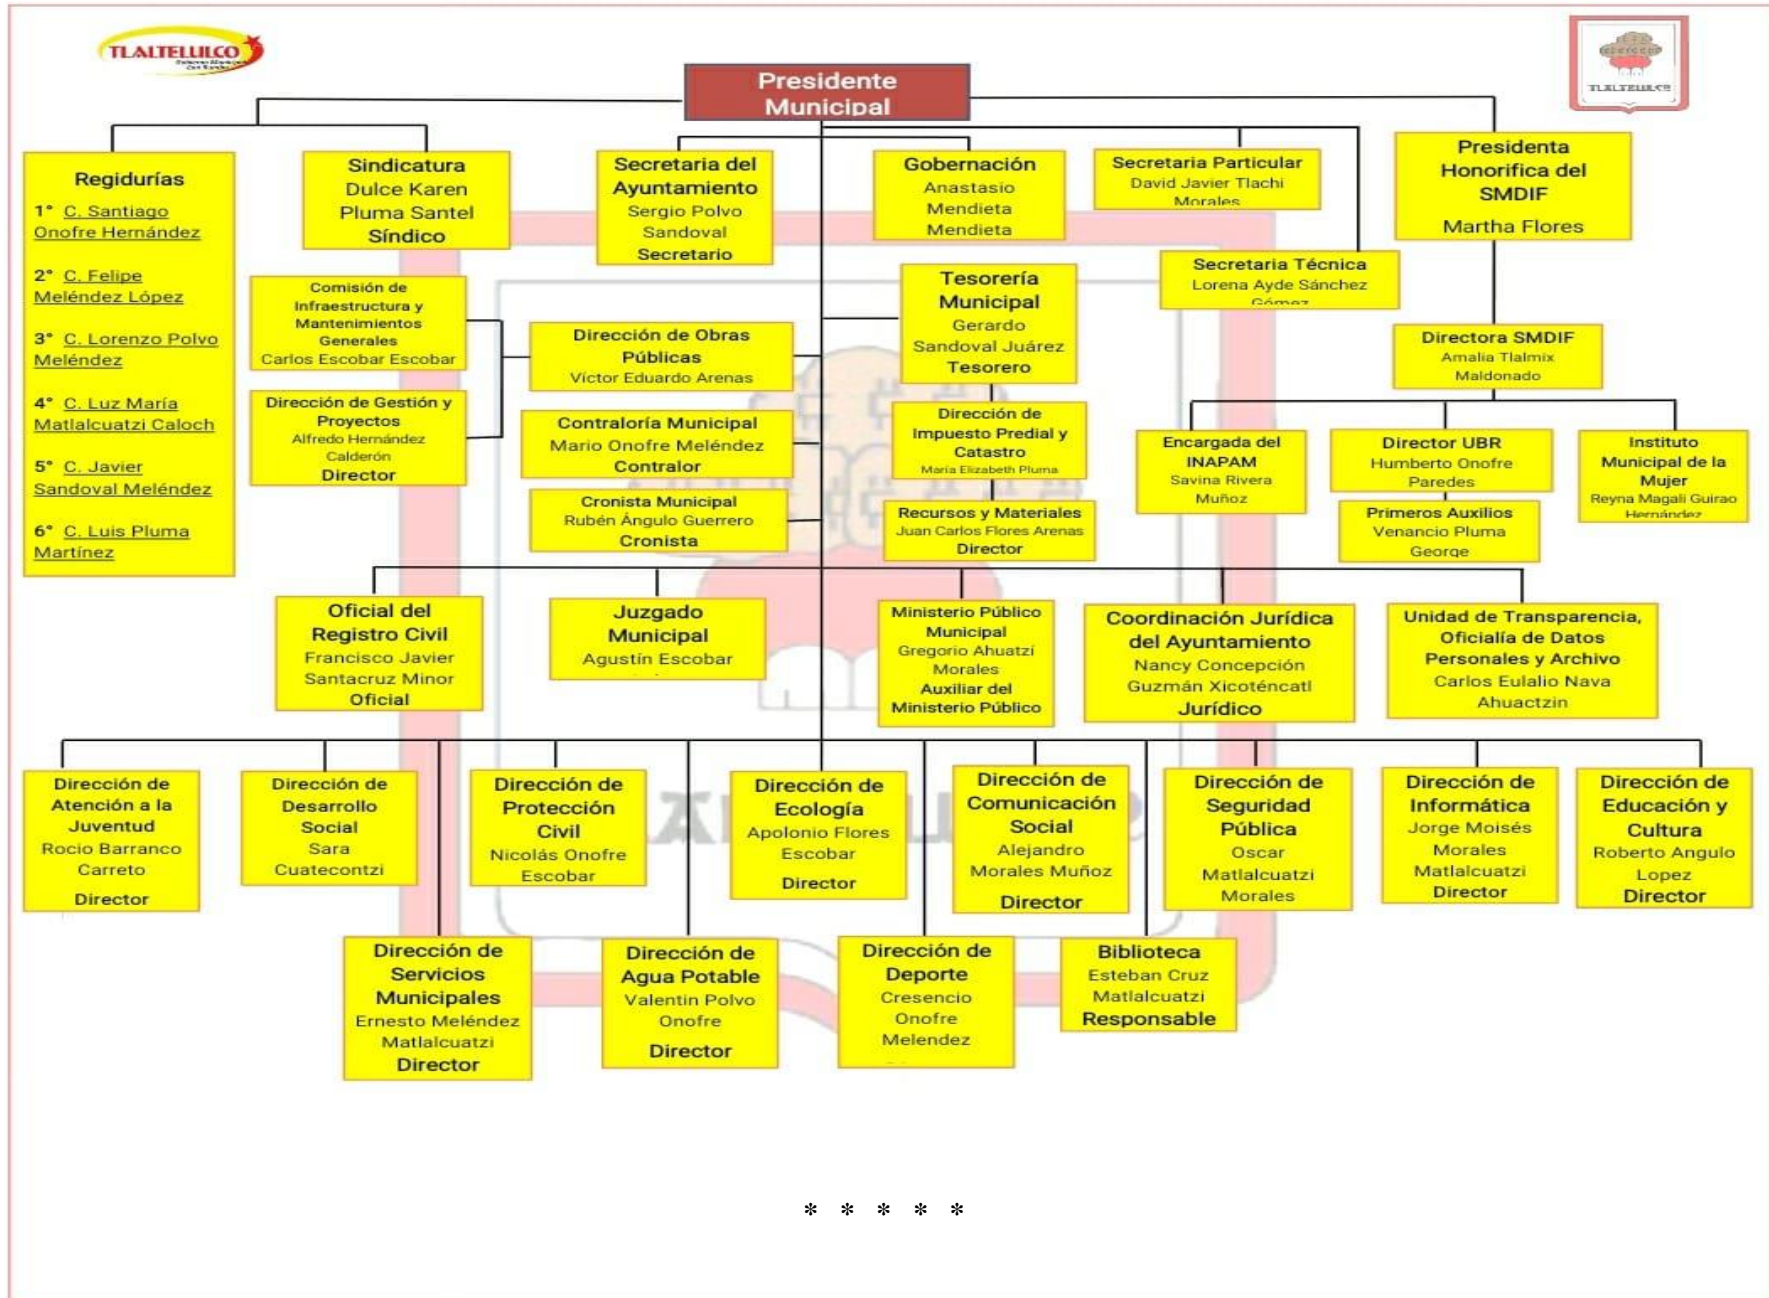 TLALTELULCO
TLALTELULCO
Presidente
Municipal
Regidurías
1° C. Santiago
Onofre Hernández
2° C. Felipe
Meléndez López
3° C. Lorenzo Polvo
Meléndez
4° C. Luz María
Matlalcuatzi Caloch
5° C. Javier
Sandoval Meléndez
6° C. Luis Pluma
Martínez
Sindicatura
Dulce Karen
Pluma Santel
Síndico
Secretaria del
Ayuntamiento
Sergio Polvo
Sandoval
Secretario
Gobernación
Anastasio
Mendieta
Mendieta
Secretaria Particular
David Javier Tlachi
Morales
Presidenta
Honorifica del
SMDIF
Martha Flores
Secretaria Técnica
Lorena Ayde Sánchez
Gómez
Comisión de
Infraestructura y
Mantenimientos
Generales
Carlos Escobar Escobar
Dirección de Obras
Públicas
Víctor Eduardo Arenas
Tesorería
Municipal
Gerardo
Sandoval Juárez
Tesorero
Directora SMDIF
Amalia Tlalmix
Maldonado
Dirección de Gestión y
Proyectos
Alfredo Hernández
Calderón
Director
Contraloría Municipal
Mario Onofre Meléndez
Contralor
Dirección de
Impuesto Predial y
Catastro
María Elizabeth Pluma
Encargada del
INAPAM
Savina Rivera
Muñoz
Director UBR
Humberto Onofre
Paredes
Instituto
Municipal de la
Mujer
Reyna Magali Guirao
Hernández
Cronista Municipal
Rubén Ángulo Guerrero
Cronista
Recursos y Materiales
Juan Carlos Flores Arenas
Director
Primeros Auxilios
Venancio Pluma
George
Oficial del
Registro Civil
Francisco Javier
Santacruz Minor
Oficial
Juzgado
Municipal
Agustín Escobar
Ministerio Público
Municipal
Gregorio Ahuatzi
Morales
Auxiliar del
Ministerio Público
Coordinación Jurídica
del Ayuntamiento
Nancy Concepción
Guzmán Xicoténcatl
Jurídico
Unidad de Transparencia,
Oficialía de Datos
Personales y Archivo
Carlos Eulalio Nava
Ahuactzin
Dirección de
Atención a la
Juventud
Rocio Barranco
Carreto
Director
Dirección de
Desarrollo
Social
Sara
Cuatecontzi
Dirección de
Protección
Civil
Nicolás Onofre
Escobar
Dirección de
Ecología
Apolonio Flores
Escobar
Director
Dirección de
Comunicación
Social
Alejandro
Morales Muñoz
Director
Dirección de
Seguridad
Pública
Oscar
Matlalcuatzi
Morales
Dirección de
Informática
Jorge Moisés
Morales
Matlalcuatzi
Director
Dirección de
Educación y
Cultura
Roberto Angulo
Lopez
Director
Dirección de
Servicios
Municipales
Ernesto Meléndez
Matlalcuatzi
Director
Dirección de
Agua Potable
Valentin Polvo
Onofre
Director
Dirección de
Deporte
Cresencio
Onofre
Melendez
Biblioteca
Esteban Cruz
Matlalcuatzi
Responsable
* * * * *